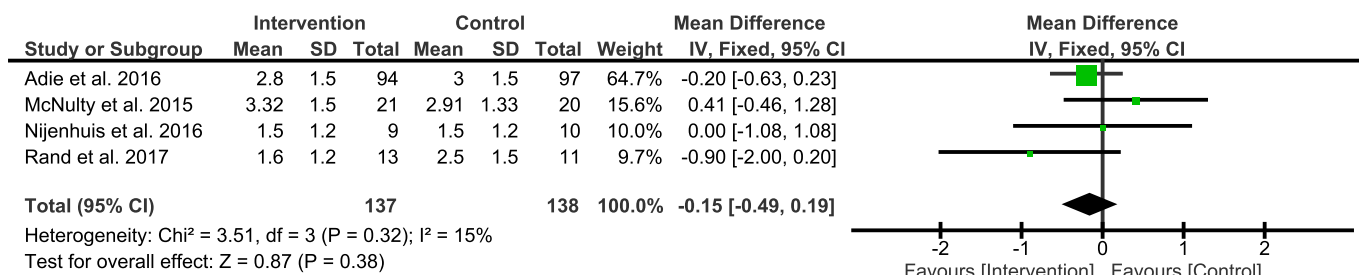 Intervention Control Mean Difference Mean Difference
Study or Subgroup Mean SD Total Mean SD Total Weight IV, Fixed, 95% CI IV, Fixed, 95% CI
Adie et al. 2016 2.8 1.5 94 3 1.5 97 64.7% -0.20 [-0.63, 0.23]
McNulty et al. 2015 3.32 1.5 21 2.91 1.33 20 15.6% 0.41 [-0.46, 1.28]
Nijenhuis et al. 2016 1.5 1.2 9 1.5 1.2 10 10.0% 0.00 [-1.08, 1.08]
Rand et al. 2017 1.6 1.2 13 2.5 1.5 11 9.7% -0.90 [-2.00, 0.20]
Total (95% CI) 137 138 100.0% -0.15 [-0.49, 0.19]
Heterogeneity: Chi² = 3.51, df = 3 (P = 0.32); I² = 15%
Test for overall effect: Z = 0.87 (P = 0.38)
-2 -1 0 1 2
Favours [Intervention] Favours [Control]